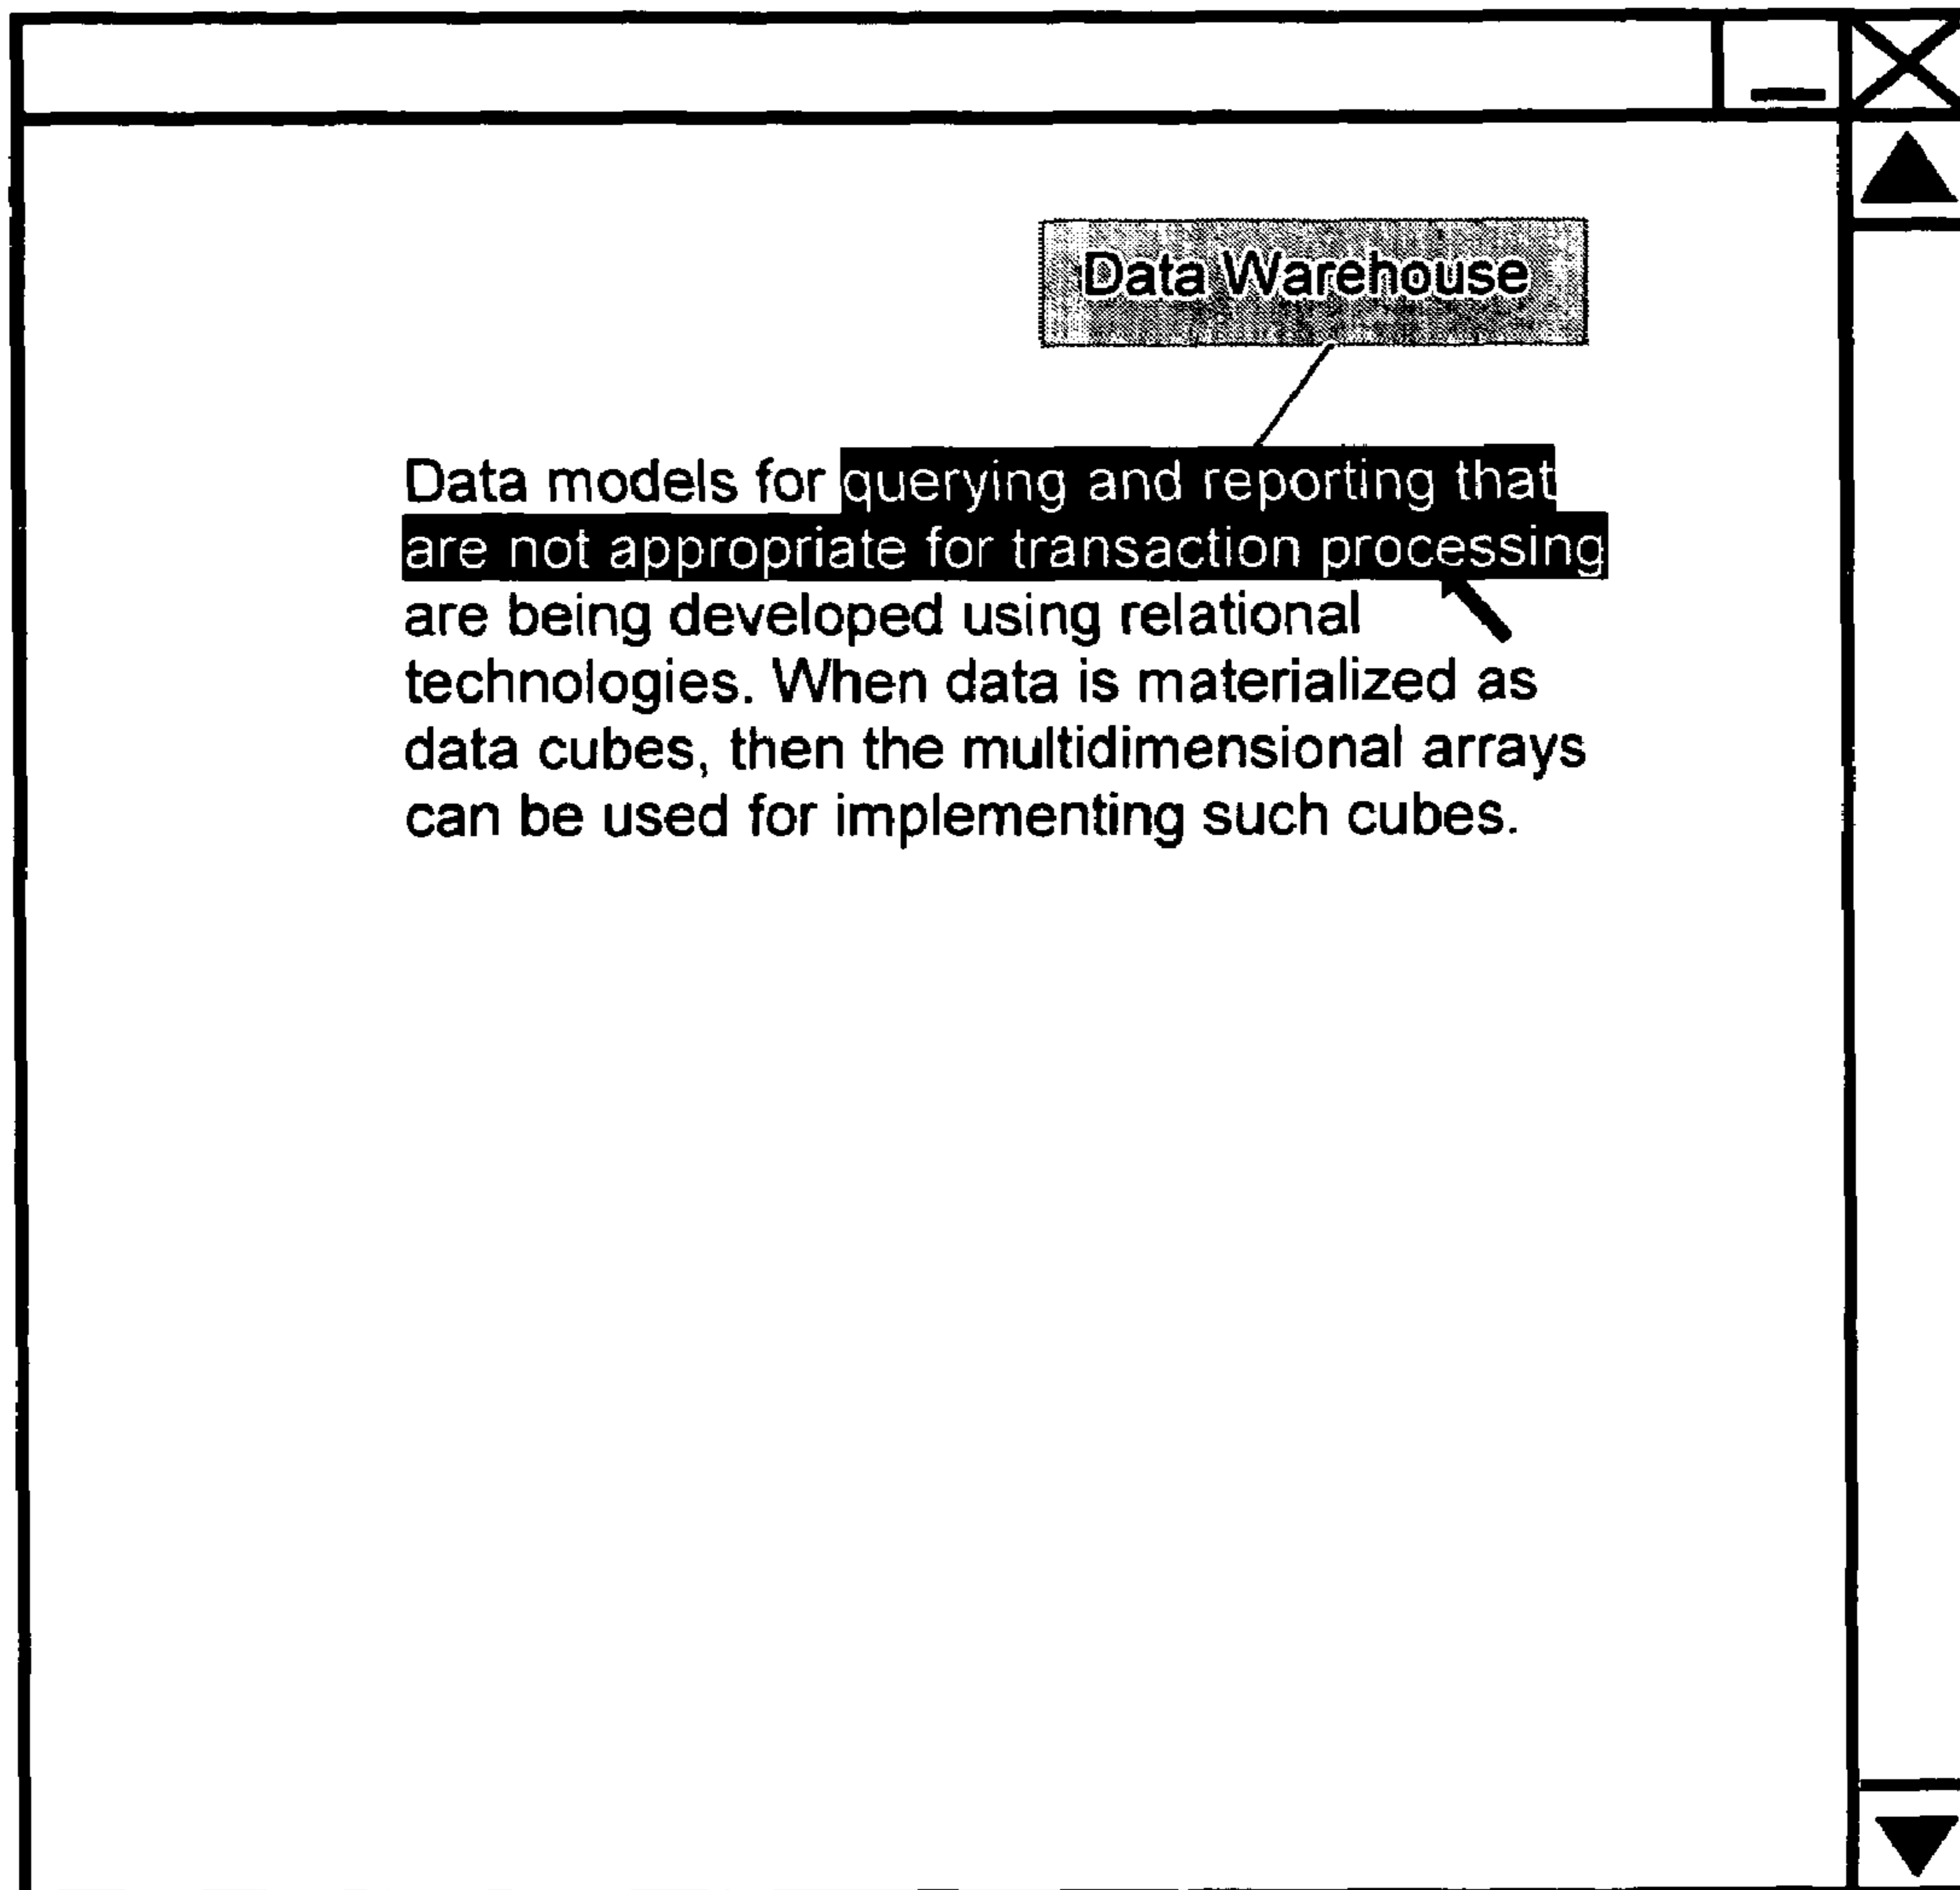 Data Warehouse
Data models for querying and reporting that
are not appropriate for transaction processing
are being developed using relational
technologies. When data is materialized as
data cubes, then the multidimensional arrays
can be used for implementing such cubes.